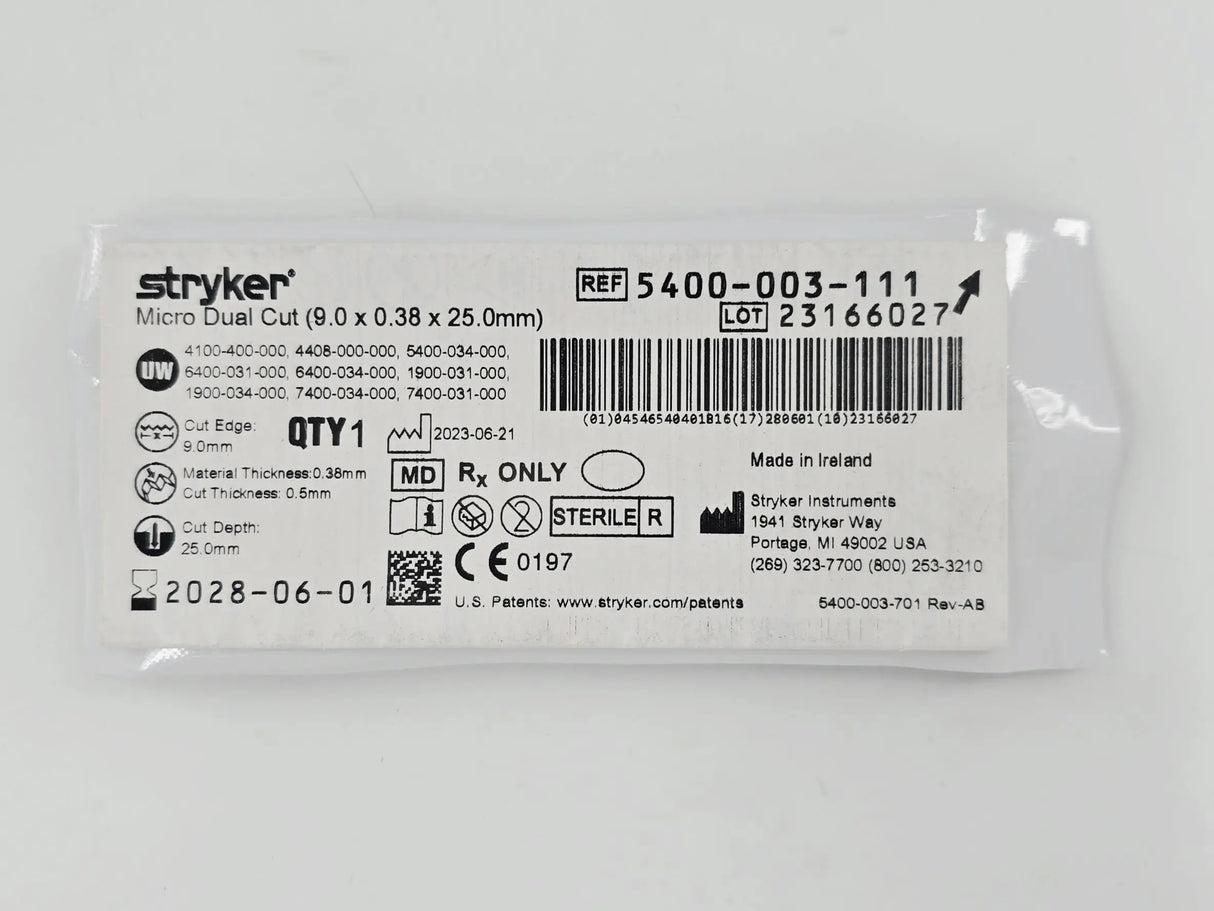 stryker®
Micro Dual Cut (9.0 x 0.38 x 25.0mm)
REF 5400-003-111
LOT 23166027
UW 4100-400-000, 4408-000-000, 5400-034-000,
6400-031-000, 6400-034-000, 1900-031-000,
1900-034-000, 7400-034-000, 7400-031-000
(01)04546540401816(17)280601(10)23166027
Cut Edge:
9.0mm
QTY 1
2023-06-21
Material Thickness:0.38mm
Cut Thickness: 0.5mm
MD Rx ONLY
Made in Ireland
STERILE R
Stryker Instruments
1941 Stryker Way
Portage, MI 49002 USA
(269) 323-7700 (800) 253-3210
Cut Depth:
25.0mm
2028-06-01
CE 0197
U.S. Patents: www.stryker.com/patents
5400-003-701 Rev-AB